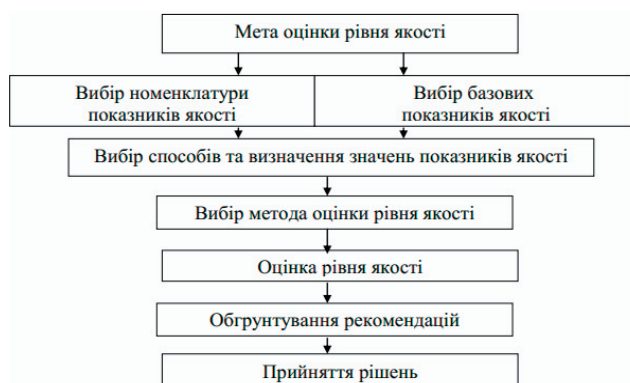 Мета оцінки рівня якості
Вибір номенклатури
показників якості
Вибір базових
показників якості
Вибір способів та визначення значень показників якості
Вибір метода оцінки рівня якості
Оцінка рівня якості
Обгрунтування рекомендацій
Прийняття рішень